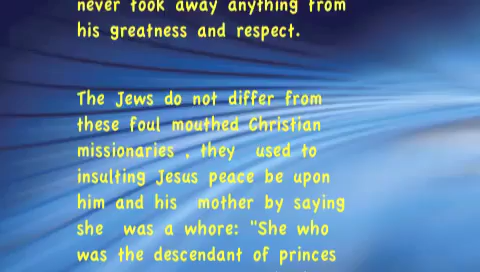 never took away anything from
his greatness and respect.
The Jews do not differ from
these foul mouthed Christian
missionaries , they used to
insulting Jesus peace be upon
him and his mother by saying
she was a whore: "She who
was the descendant of princes